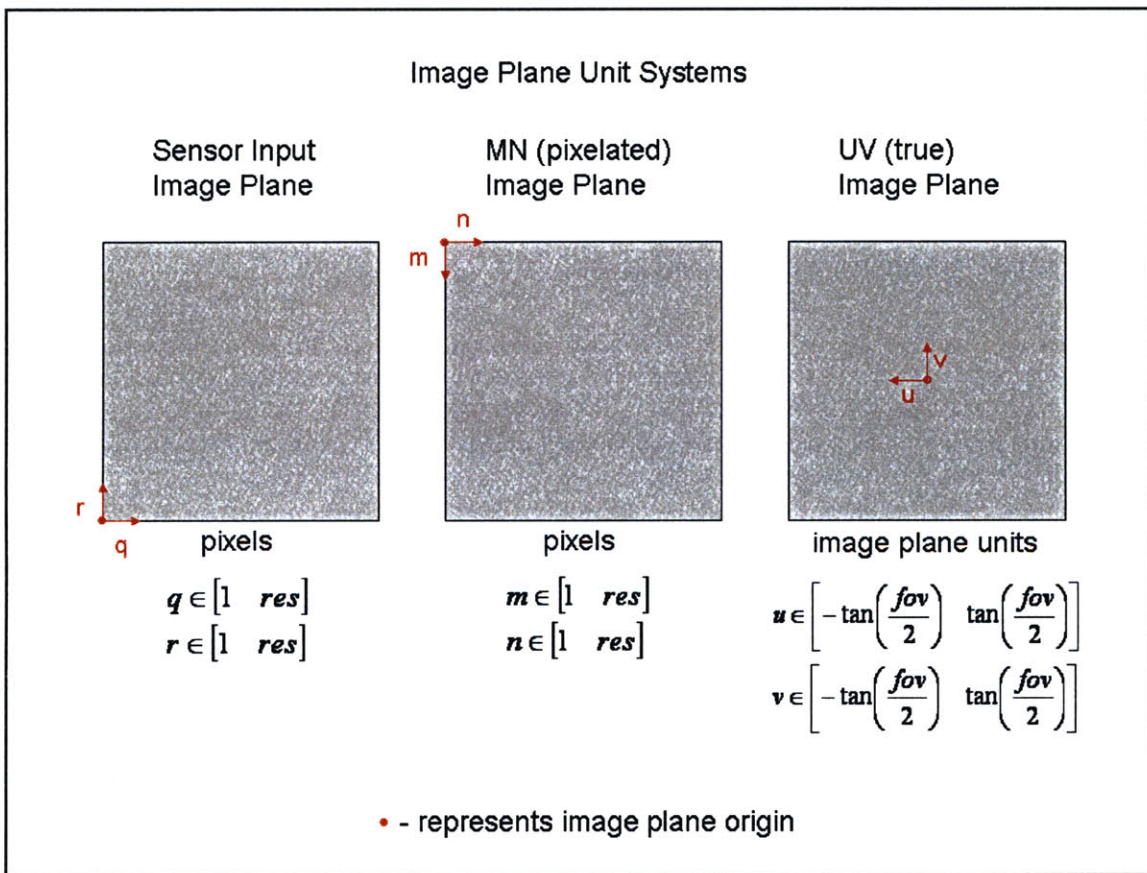 Image Plane Unit Systems
Sensor Input
Image Plane
MN (pixelated)
Image Plane
UV (true)
Image Plane
r
q
n
m
v
u
pixels
q ∈ [1 res]
r ∈ [1 res]
pixels
m ∈ [1 res]
n ∈ [1 res]
image plane units
u ∈ [−tan(fov/2) tan(fov/2)]
v ∈ [−tan(fov/2) tan(fov/2)]
• - represents image plane origin